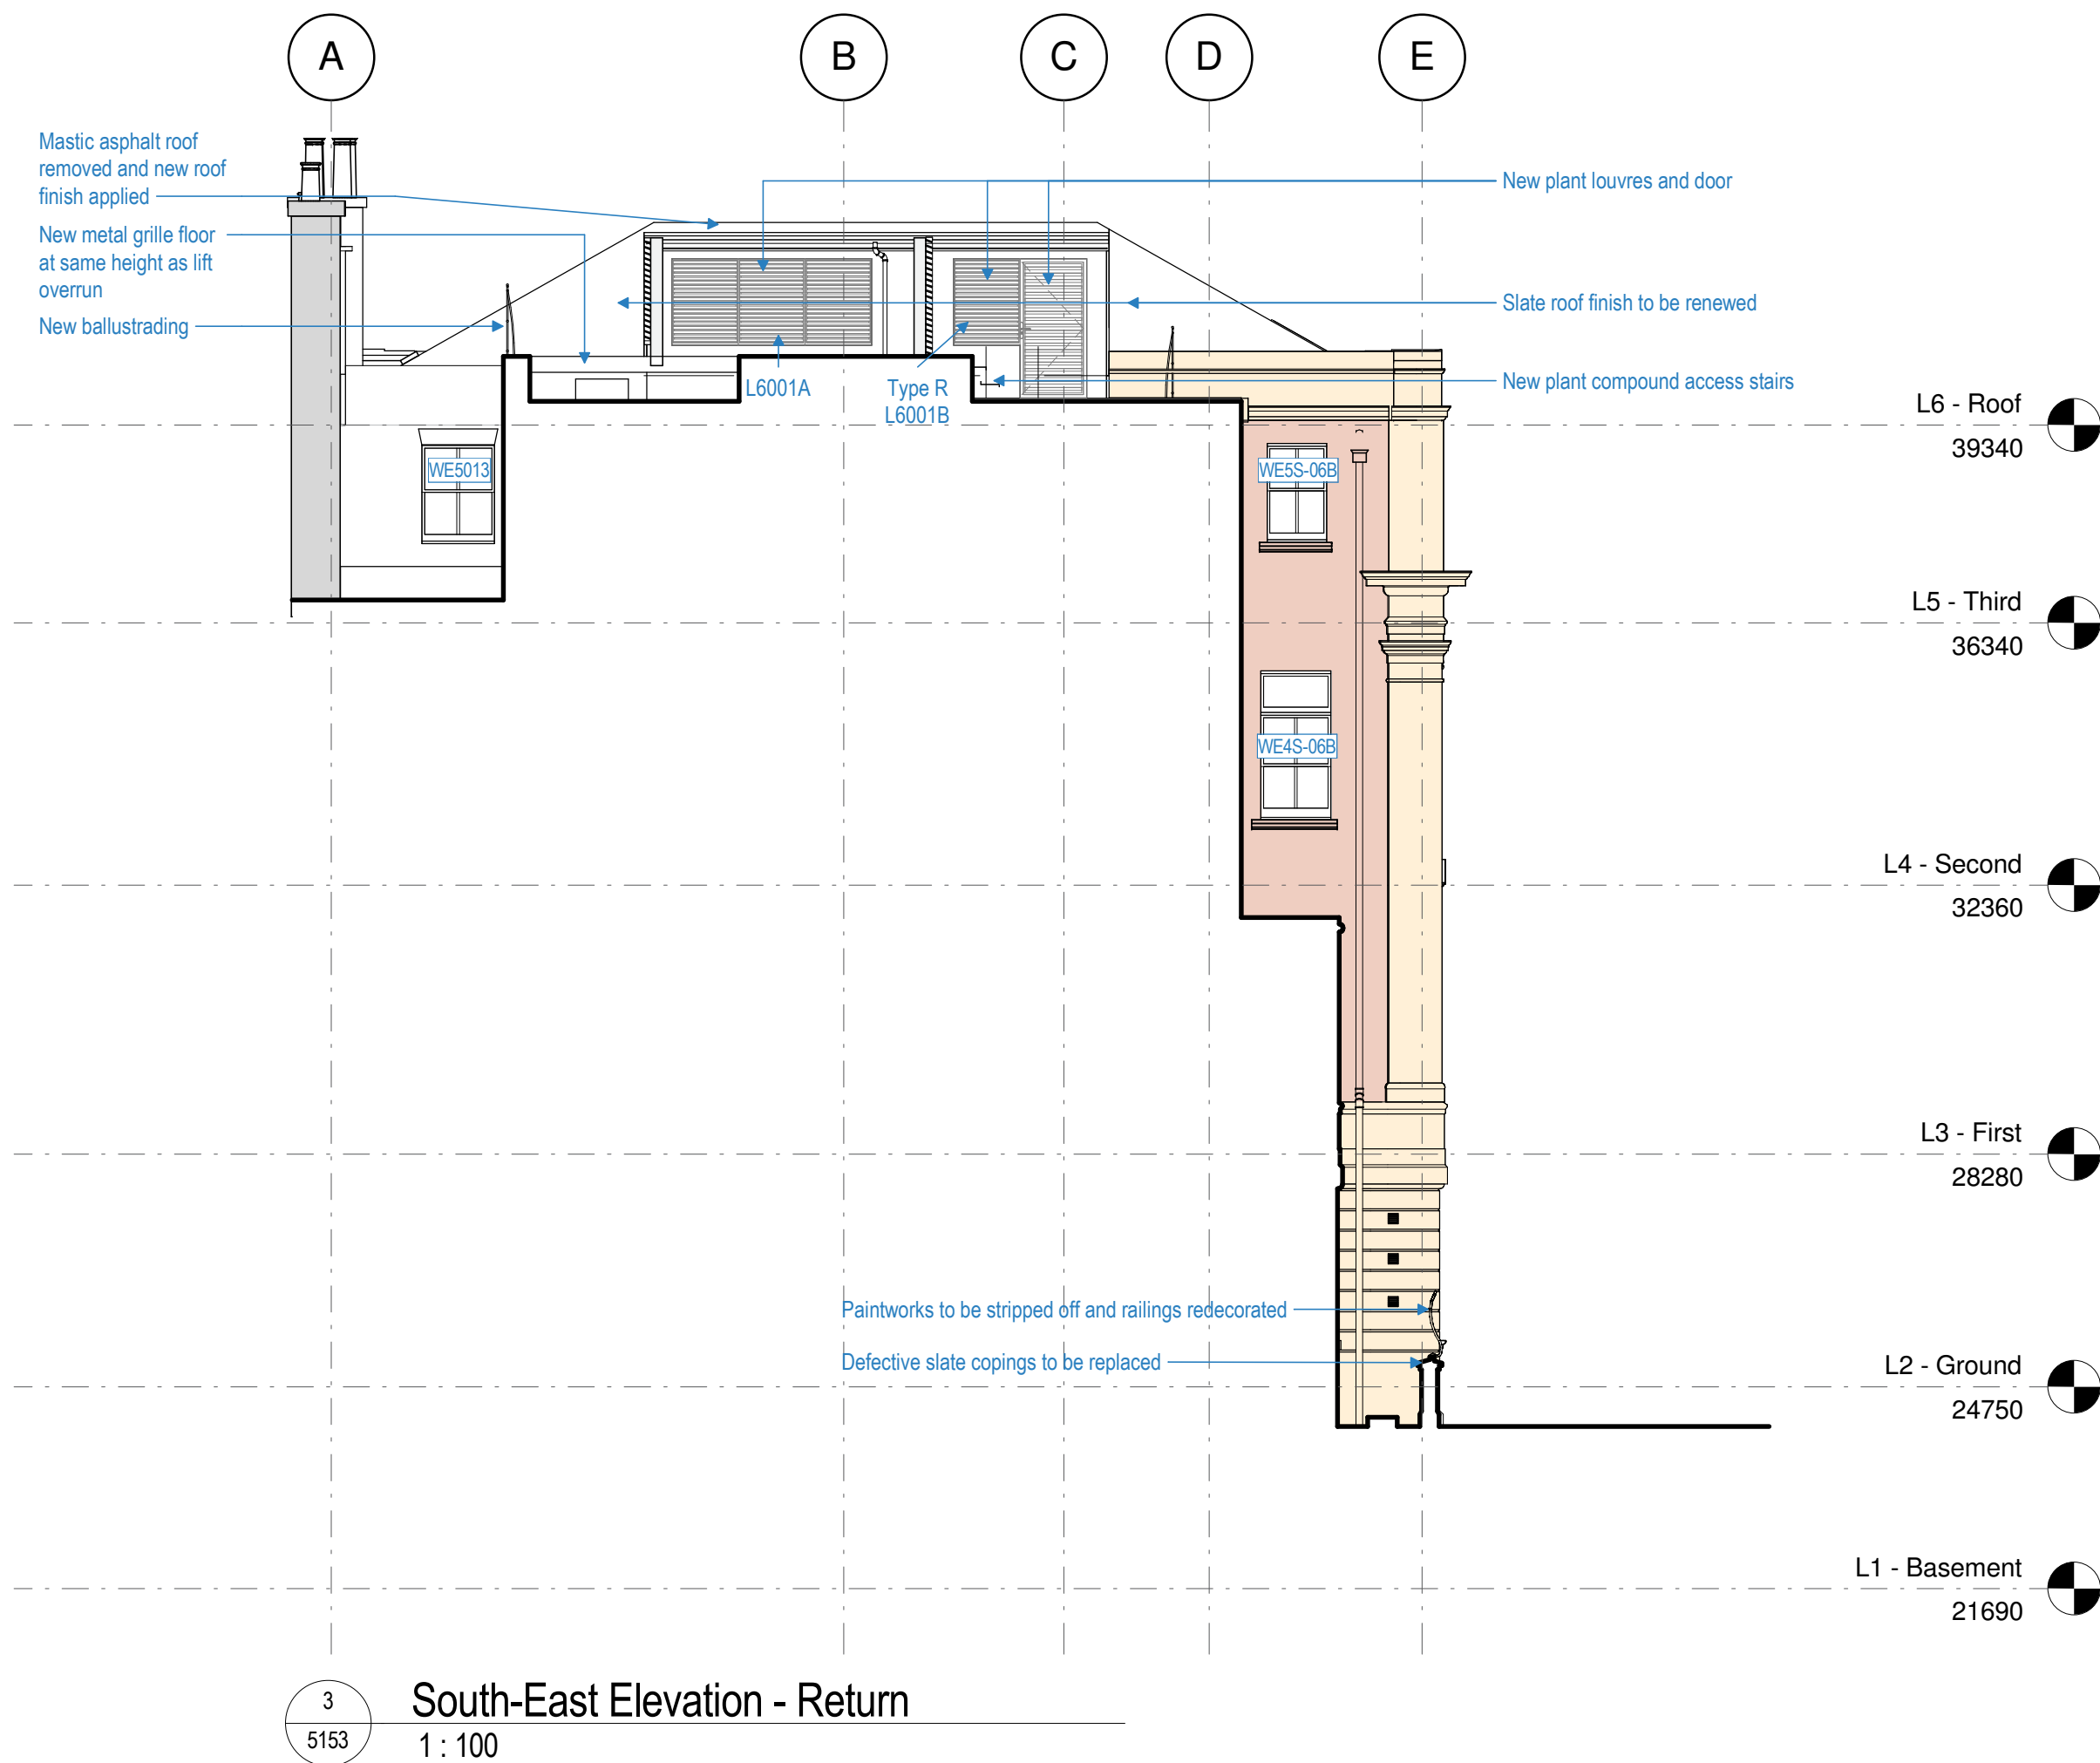 A
B
C
D
E
Mastic asphalt roof
removed and new roof
finish applied
New metal grille floor
at same height as lift
overrun
New ballustrading
New plant louvres and door
Slate roof finish to be renewed
New plant compound access stairs
L6001A
Type R
L6001B
WE5013
WE5S-06B
WE4S-06B
L6 - Roof
39340
L5 - Third
36340
L4 - Second
32360
L3 - First
28280
Paintworks to be stripped off and railings redecorated
Defective slate copings to be replaced
L2 - Ground
24750
L1 - Basement
21690
3
5153
South-East Elevation - Return
1 : 100